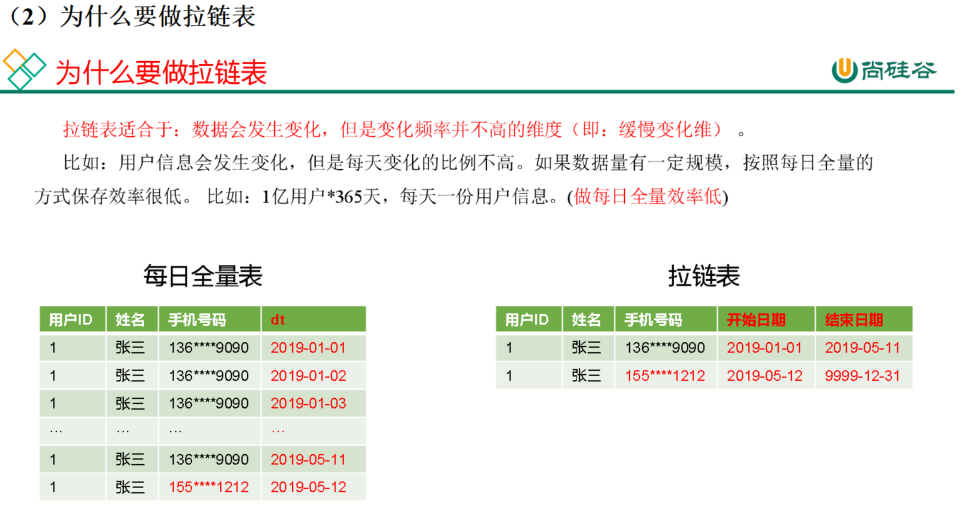 （2）为什么要做拉链表
为什么要做拉链表
尚硅谷
拉链表适合于：数据会发生变化，但是变化频率并不高的维度（即：缓慢变化维） 。
比如：用户信息会发生变化，但是每天变化的比例不高。如果数据量有一定规模，按照每日全量的
方式保存效率很低。 比如：1亿用户*365天，每天一份用户信息。(做每日全量效率低)
每日全量表
用户ID 姓名 手机号码 dt
1 张三 136****9090 2019-01-01
1 张三 136****9090 2019-01-02
1 张三 136****9090 2019-01-03
... ... ... ...
1 张三 136****9090 2019-05-11
1 张三 155****1212 2019-05-12
拉链表
用户ID 姓名 手机号码 开始日期 结束日期
1 张三 136****9090 2019-01-01 2019-05-11
1 张三 155****1212 2019-05-12 9999-12-31